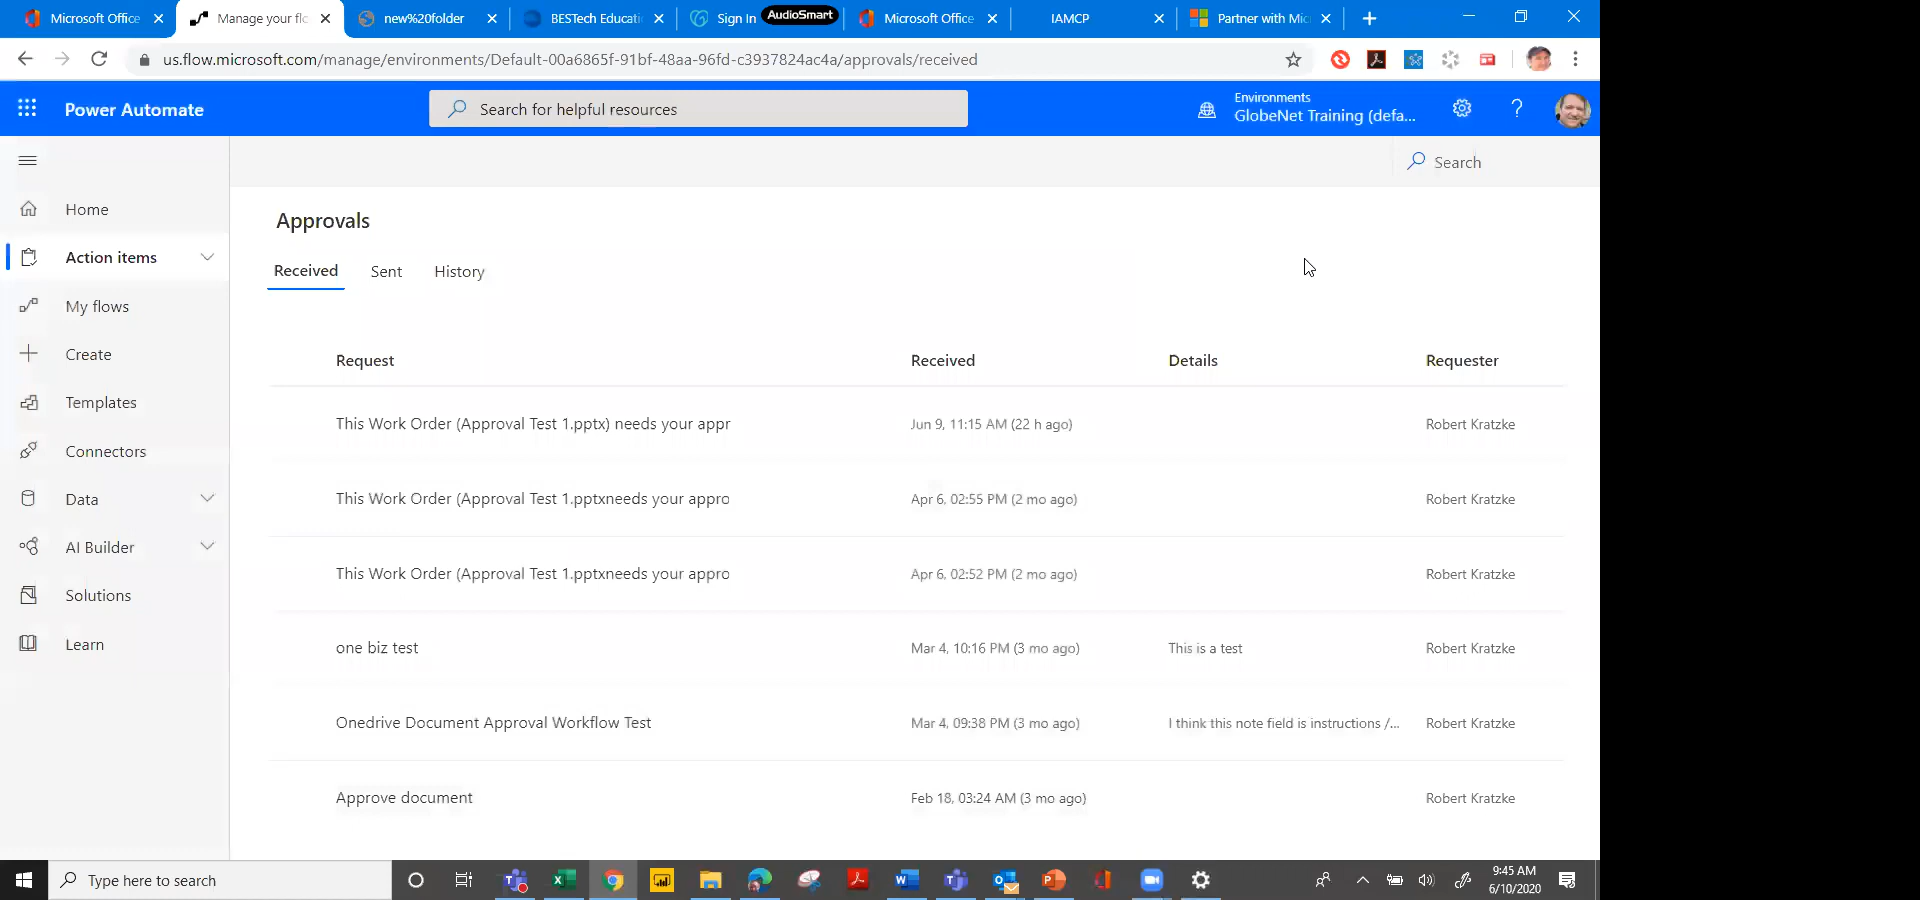 Microsoft Office
Manage your flo
new%20folder
BESTech Educati
Sign In
AudioSmart
Microsoft Office
IAMCP
Partner with Mic
us.flow.microsoft.com/manage/environments/Default-00a6865f-91bf-48aa-96fd-c3937824ac4a/approvals/received
Power Automate
Search for helpful resources
Environments
GlobeNet Training (defa...
?
Search
Home
Action items
My flows
Create
Templates
Connectors
Data
AI Builder
Solutions
Learn
Approvals
Received Sent History
Request Received Details Requester
This Work Order (Approval Test 1.pptx) needs your appr Jun 9, 11:15 AM (22 h ago) Robert Kratzke
This Work Order (Approval Test 1.pptxneeds your appro Apr 6, 02:55 PM (2 mo ago) Robert Kratzke
This Work Order (Approval Test 1.pptxneeds your appro Apr 6, 02:52 PM (2 mo ago) Robert Kratzke
one biz test Mar 4, 10:16 PM (3 mo ago) This is a test Robert Kratzke
Onedrive Document Approval Workflow Test Mar 4, 09:38 PM (3 mo ago) I think this note field is instructions /... Robert Kratzke
Approve document Feb 18, 03:24 AM (3 mo ago) Robert Kratzke
Type here to search
9:45 AM
6/10/2020